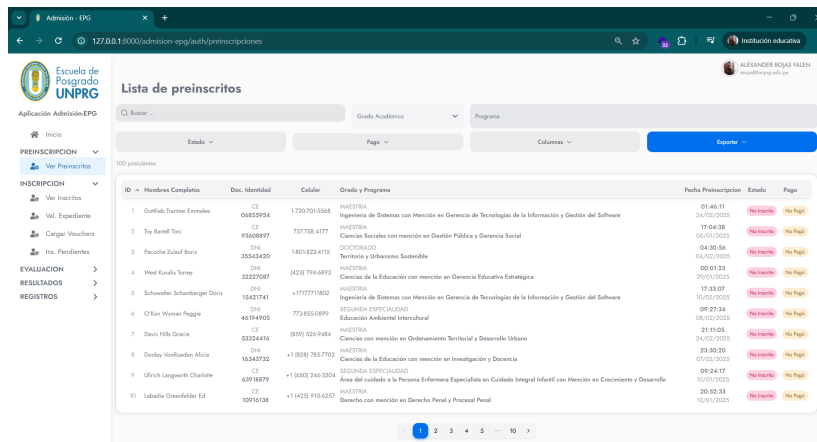 Admisión - EPG
127.0.0.1:8000/admision-epg/auth/preinscripciones
52
Institución educativa
Escuela de
Posgrado
UNPRG
ALEXANDER ROJAS FALEN
Lista de preinscritos
Aplicación Admisión-EPG
Buscar ...
Grado Académico
Programa
Inicio
Estado
Pago
Columnas
Exportar
PREINSCRIPCION
Ver Preinscritos
100 postulantes
INSCRIPCION
Ver Inscritos
Val. Expediente
Cargar Vouchers
Ins. Pendientes
EVALUACION
RESULTADOS
REGISTROS
ID Nombres Completos Doc. Identidad Celular Grado y Programa Fecha Preinscripcion Estado Pago
1 Gottlieb Trantow Emmalee CE 06855954 1-720-701-5568 MAESTRIA Ingeniería de Sistemas con Mención en Gerencia de Tecnologías de la Información y Gestión del Software 01:46:11 24/02/2025 No Inscrito No Pagó
2 Toy Bartell Toni CE 93608897 737.758.4177 MAESTRIA Ciencias Sociales con mención en Gestión Pública y Gerencia Social 17:04:38 06/01/2025 No Inscrito No Pagó
3 Pacocha Zulauf Boris DNI 35543420 1-801-822-4115 DOCTORADO Territorio y Urbanismo Sostenible 04:30:56 04/02/2025 No Inscrito No Pagó
4 West Kuvalis Torrey DNI 32227087 (423) 794-6893 MAESTRIA Ciencias de la Educación con mención en Gerencia Educativa Estratégica 00:01:23 29/01/2025 No Inscrito No Pagó
5 Schowalter Schamberger Doris DNI 15421741 +17177711802 MAESTRIA Ingeniería de Sistemas con Mención en Gerencia de Tecnologías de la Información y Gestión del Software 17:33:07 10/02/2025 No Inscrito No Pagó
6 O'Kon Wyman Peggie DNI 46194905 773-855-0899 SEGUNDA ESPECIALIDAD Educación Ambiental Intercultural 09:27:34 08/02/2025 No Inscrito No Pagó
7 Davis Hills Gracie CE 53324416 (859) 526-9484 MAESTRIA Ciencias con mención en Ordenamiento Territorial y Desarrollo Urbano 21:11:05 24/02/2025 No Inscrito No Pagó
8 Dooley VonRueden Alicia DNI 16343732 +1 (828) 785-7702 MAESTRIA Ciencias de la Educación con mención en Investigación y Docencia 23:30:20 07/02/2025 No Inscrito No Pagó
9 Ullrich Langworth Charlotte CE 63918879 +1 (650) 246-3204 SEGUNDA ESPECIALIDAD Área del cuidado a la Persona Enfermera Especialista en Cuidado Integral Infantil con Mención en Crecimiento y Desarrollo 09:24:17 10/01/2025 No Inscrito No Pagó
10 Labadie Greenfelder Ed CE 10916138 +1 (425) 910-6257 MAESTRIA Derecho con mención en Derecho Penal y Procesal Penal 20:52:33 12/01/2025 No Inscrito No Pagó
1 2 3 4 5 ... 10